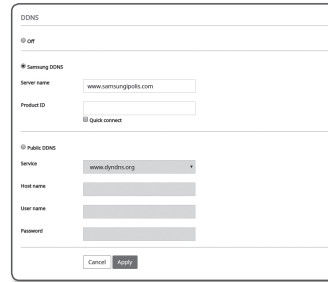 DDNS
Off
Samsung DDNS
Server name
www.samsungipolis.com
Product ID
Quick connect
Public DDNS
Service
www.dyndns.org
Host name
User name
Password
Cancel Apply